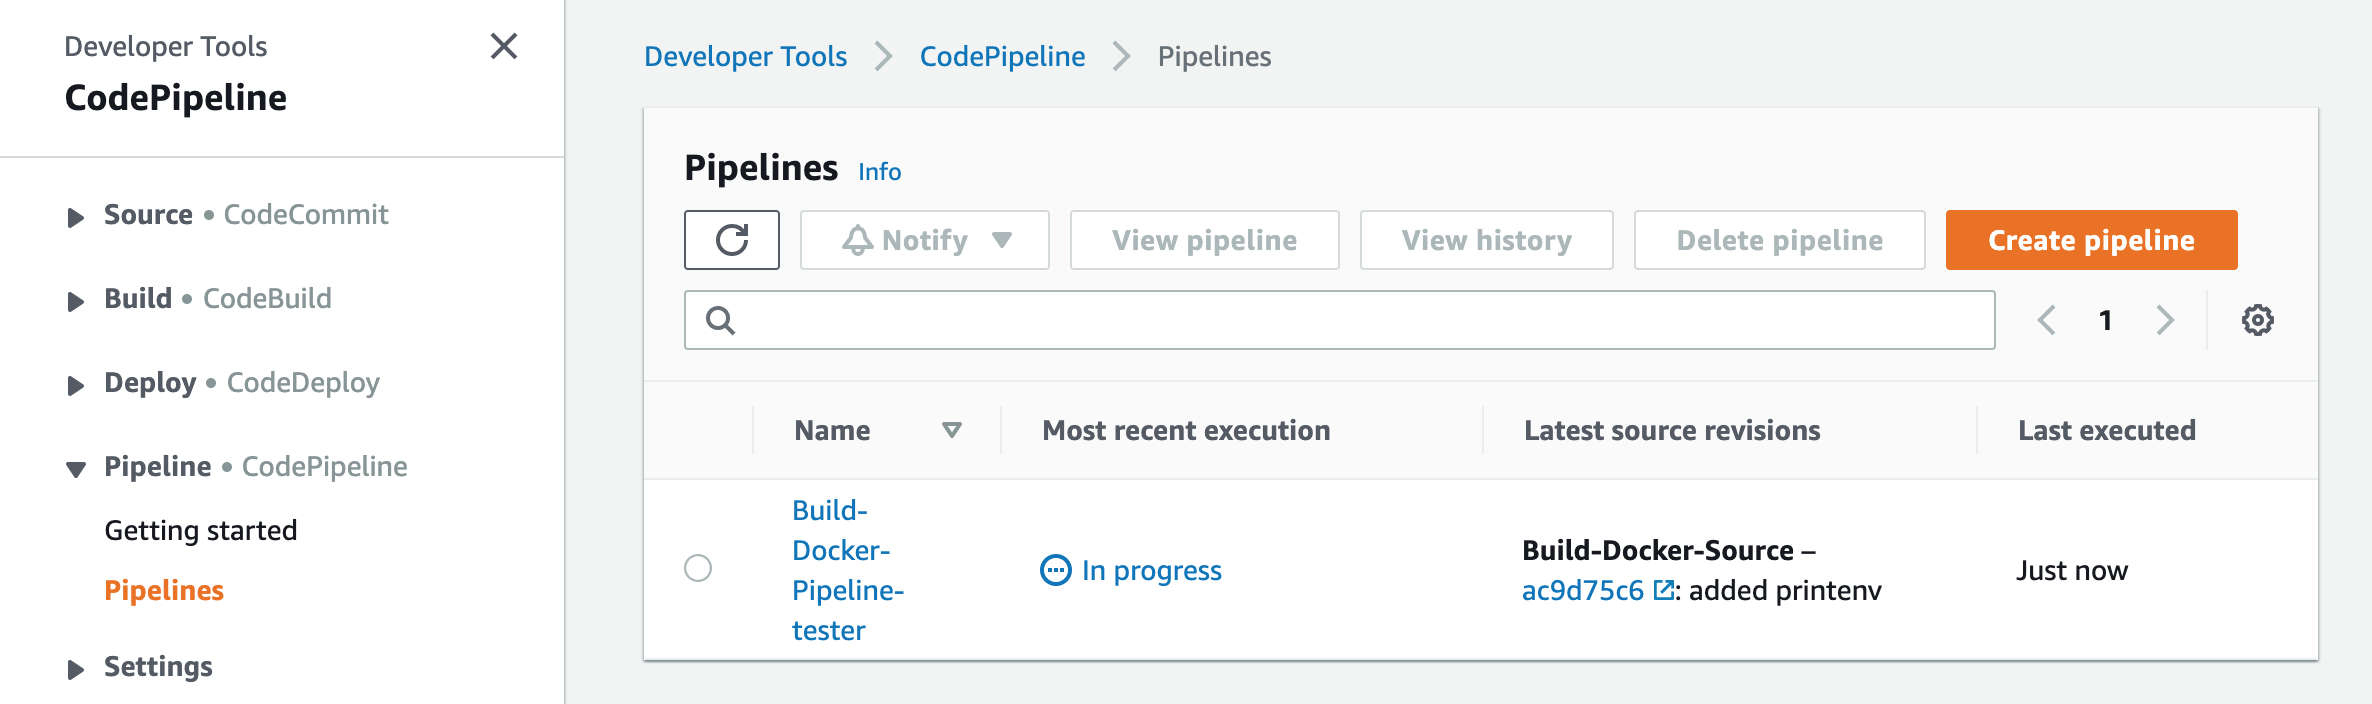 Developer Tools
CodePipeline
Source • CodeCommit
Build • CodeBuild
Deploy • CodeDeploy
Pipeline • CodePipeline
Getting started
Pipelines
Settings
Developer Tools > CodePipeline > Pipelines
Pipelines Info
Notify View pipeline View history Delete pipeline Create pipeline
1
Name Most recent execution Latest source revisions Last executed
Build-
Docker-
Pipeline-
tester
In progress
Build-Docker-Source –
ac9d75c6 : added printenv
Just now